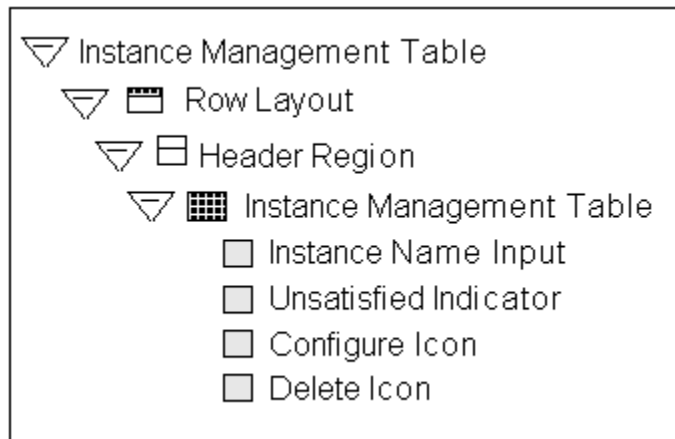 Instance Management Table
Row Layout
Header Region
Instance Management Table
Instance Name Input
Unsatisfied Indicator
Configure Icon
Delete Icon